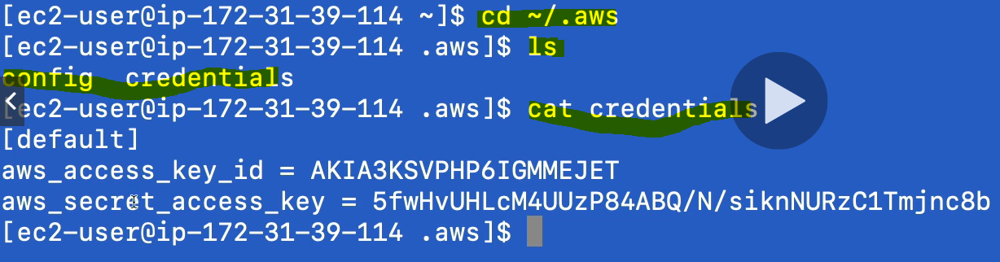 [ec2-user@ip-172-31-39-114 ~]$ cd ~/.aws
[ec2-user@ip-172-31-39-114 .aws]$ ls
config  credentials
[ec2-user@ip-172-31-39-114 .aws]$ cat credentials
[default]
aws_access_key_id = AKIA3KSVPHP6IGMMEJET
aws_secret_access_key = 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
[ec2-user@ip-172-31-39-114 .aws]$